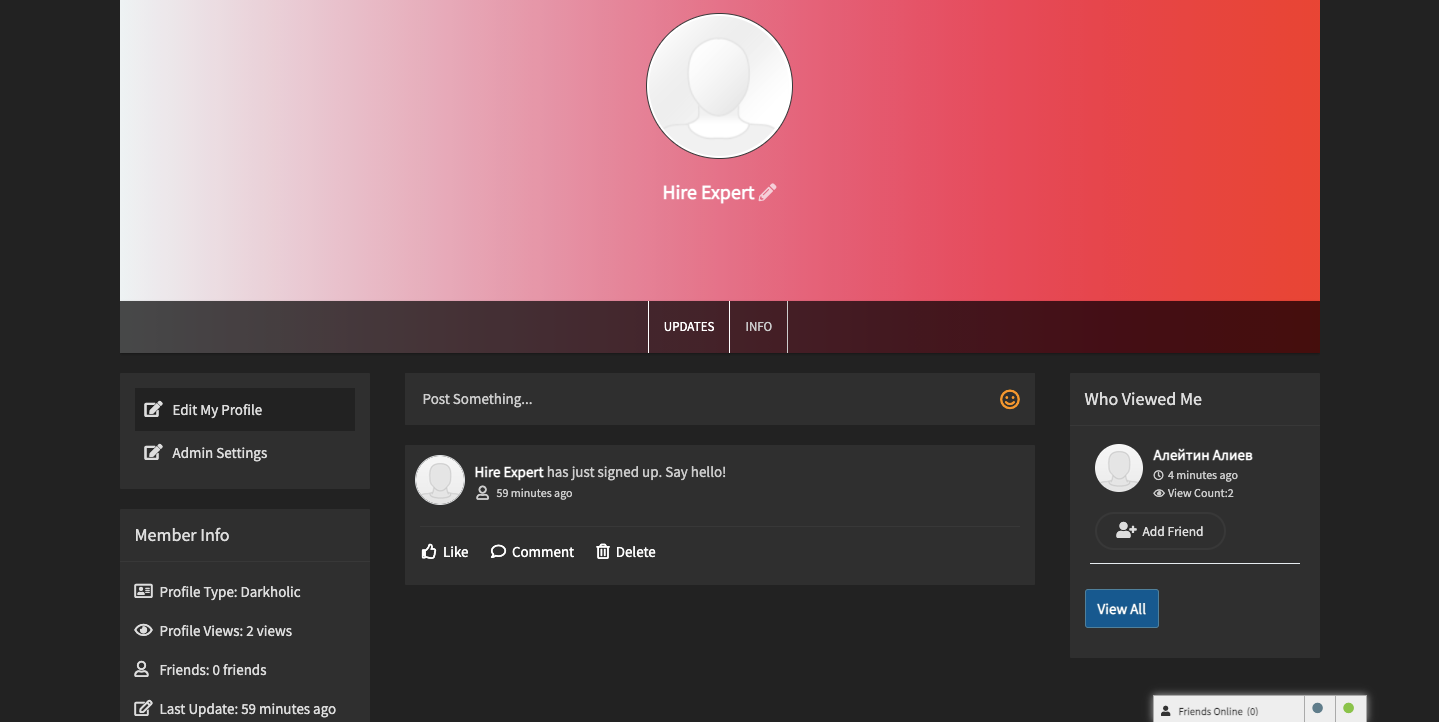 Hire Expert
UPDATES
INFO
Edit My Profile
Admin Settings
Member Info
Profile Type: Darkholic
Profile Views: 2 views
Friends: 0 friends
Last Update: 59 minutes ago
Post Something...
Hire Expert has just signed up. Say hello!
59 minutes ago
Like
Comment
Delete
Who Viewed Me
Алейтин Алиев
4 minutes ago
View Count:2
Add Friend
View All
Friends Online (0)